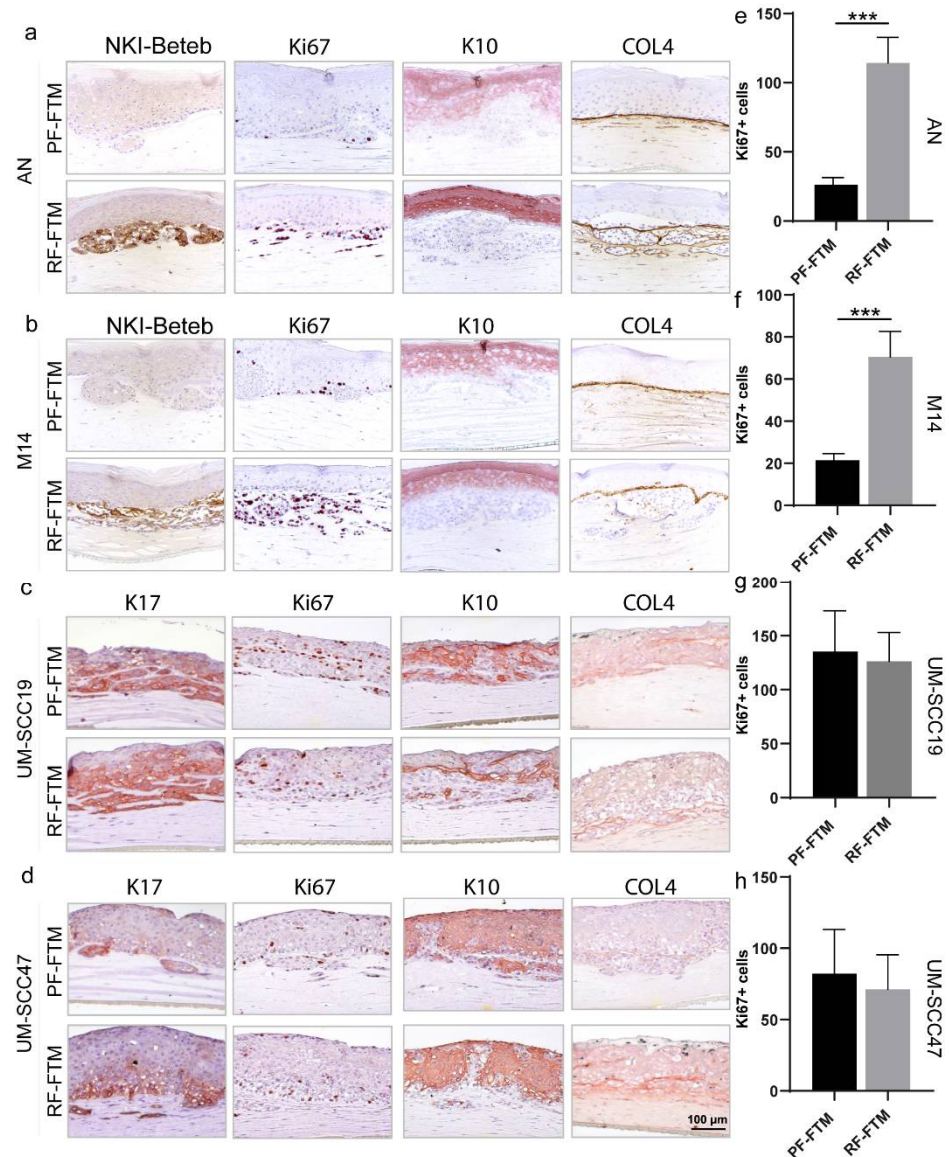 a
NKI-Beteb
Ki67
K10
COL4
AN
PF-FTM
RF-FTM
b
NKI-Beteb
Ki67
K10
COL4
M14
PF-FTM
RF-FTM
c
K17
Ki67
K10
COL4
UM-SCC19
PF-FTM
RF-FTM
d
K17
Ki67
K10
COL4
UM-SCC47
PF-FTM
RF-FTM
100 µm
e
***
150
100
50
0
Ki67+ cells
PF-FTM
RF-FTM
AN
f
***
100
80
60
40
20
0
Ki67+ cells
PF-FTM
RF-FTM
M14
g
200
150
100
50
0
Ki67+ cells
PF-FTM
RF-FTM
UM-SCC19
h
150
100
50
0
Ki67+ cells
PF-FTM
RF-FTM
UM-SCC47